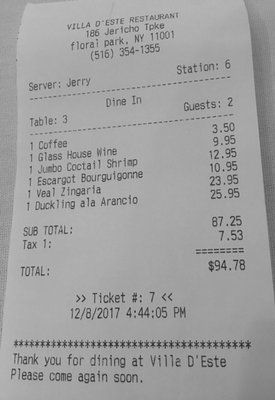 VILLA D'ESTE RESTAURANT
186 Jericho Tpke
floral park, NY 11001
(516) 354-1355
Server: Jerry Station: 6
Dine In
Table: 3 Guests: 2
1 Coffee 3.50
1 Glass House Wine 9.95
1 Jumbo Coctail Shrimp 12.95
1 Escargot Bourguigonne 10.95
1 Veal Zingaria 23.95
1 Duckling ala Arancio 25.95
SUB TOTAL: 87.25
Tax 1: 7.53
========
TOTAL: $94.78
>> Ticket #: 7 <<
12/8/2017 4:44:05 PM
****************************************
Thank you for dining at Villa D'Este
Please come again soon.